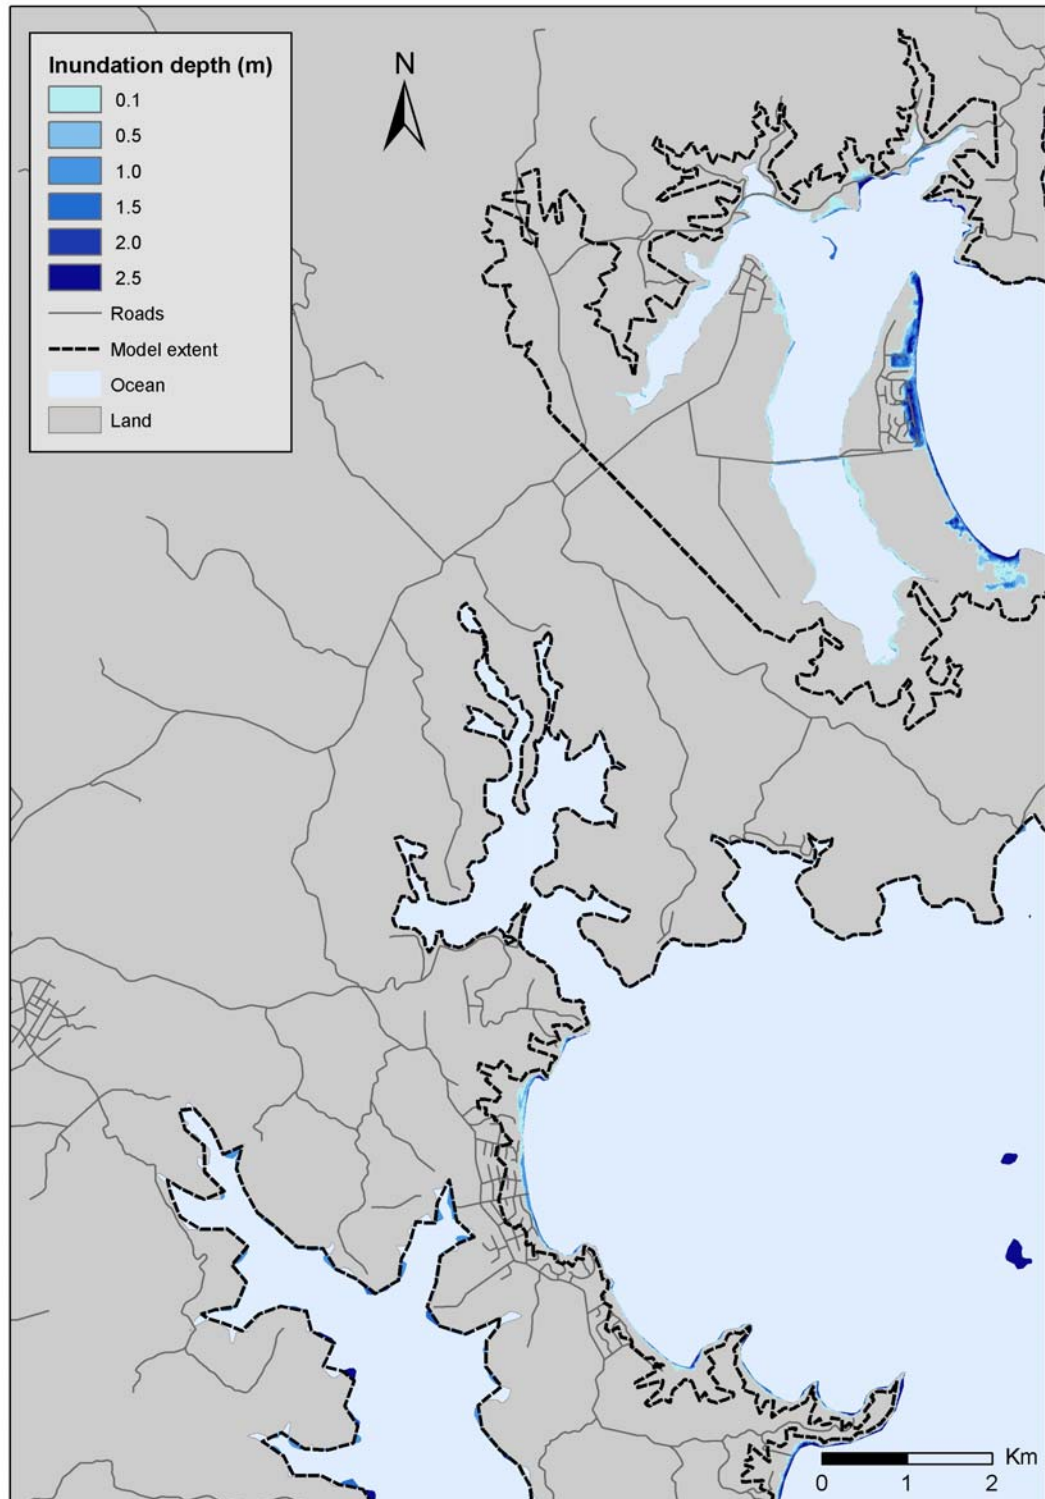 Inundation depth (m)
0.1
0.5
1.0
1.5
2.0
2.5
Roads
Model extent
Ocean
Land
N
Km
0 1 2